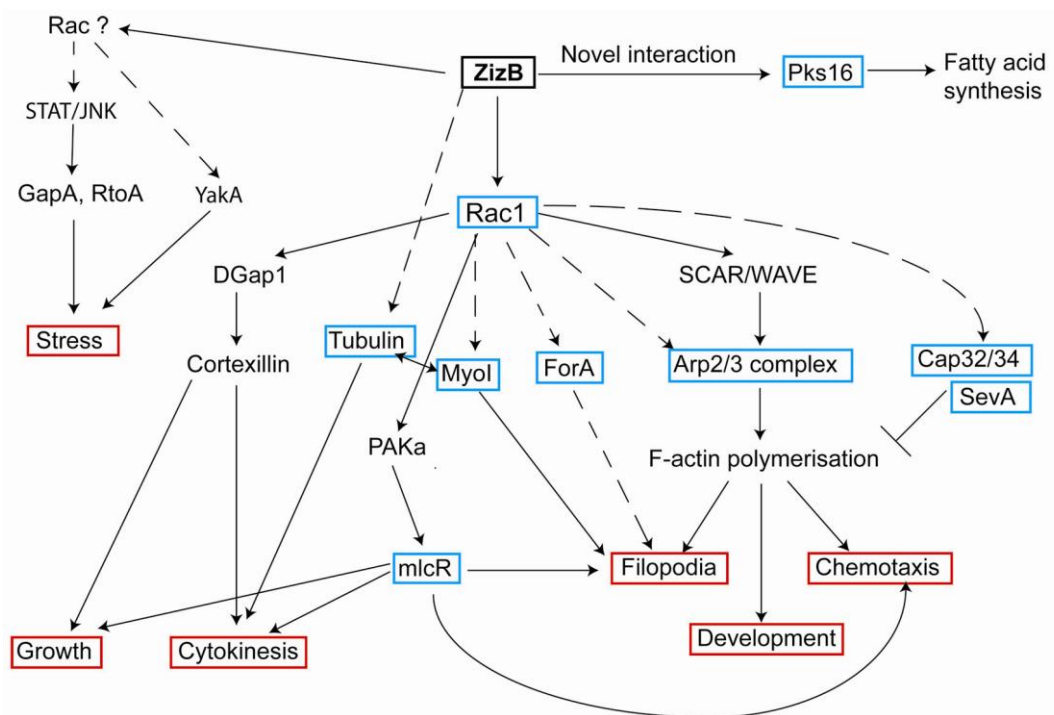 Rac ?
ZizB
Novel interaction
Pks16
Fatty acid
synthesis
STAT/JNK
GapA, RtoA
YakA
Rac1
DGap1
SCAR/WAVE
Stress
Tubulin
Cortexillin
MyoI
ForA
Arp2/3 complex
Cap32/34
SevA
PAKa
F-actin polymerisation
mlcR
Filopodia
Chemotaxis
Growth
Cytokinesis
Development